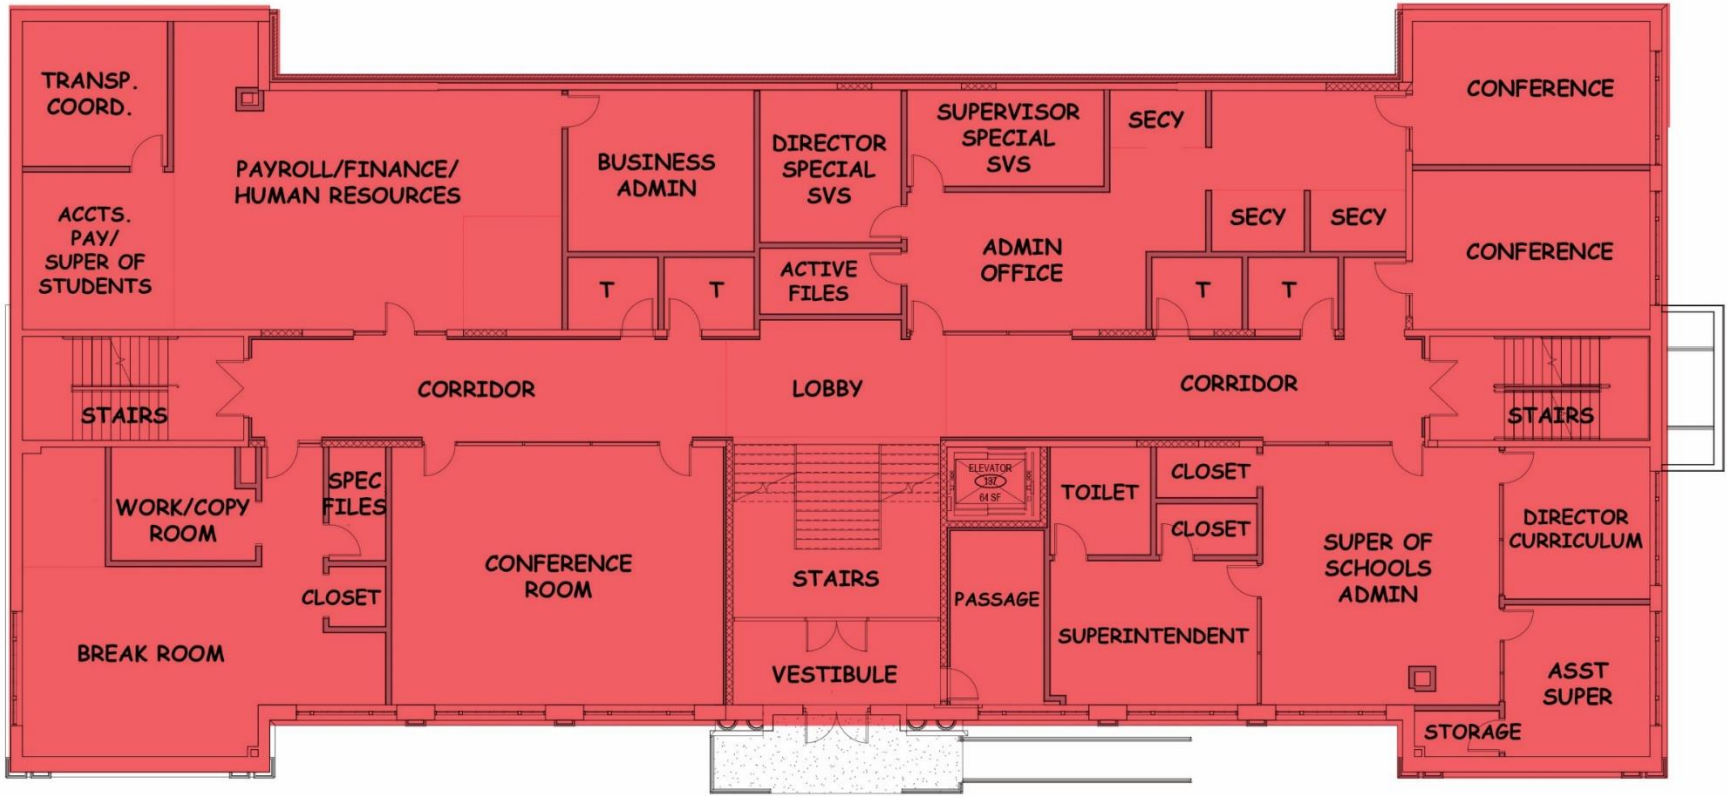 TRANSP.
COORD.
PAYROLL/FINANCE/
HUMAN RESOURCES
ACCTS.
PAY/
SUPER OF
STUDENTS
BUSINESS
ADMIN
DIRECTOR
SPECIAL
SVS
SUPERVISOR
SPECIAL
SVS
SECY
CONFERENCE
SECY
SECY
CONFERENCE
ADMIN
OFFICE
ACTIVE
FILES
T
T
T
T
STAIRS
CORRIDOR
LOBBY
CORRIDOR
STAIRS
WORK/COPY
ROOM
SPEC
FILES
CLOSET
BREAK ROOM
CONFERENCE
ROOM
STAIRS
VESTIBULE
ELEVATOR
137
61 SF
PASSAGE
TOILET
CLOSET
CLOSET
SUPERINTENDENT
SUPER OF
SCHOOLS
ADMIN
DIRECTOR
CURRICULUM
ASST
SUPER
STORAGE